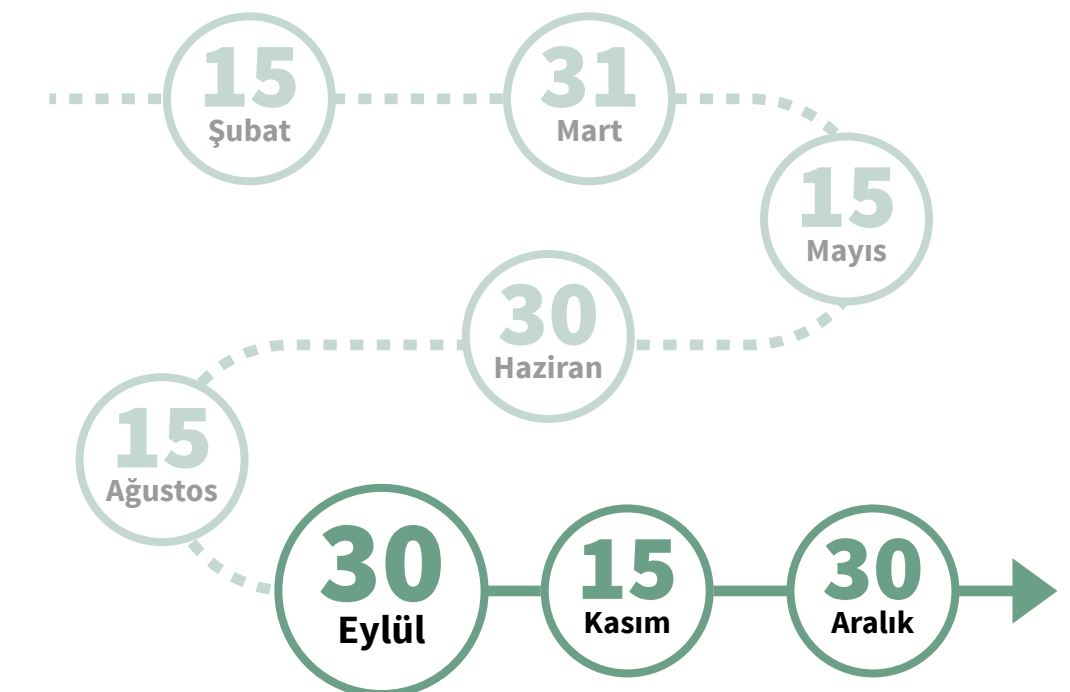 15
Şubat
31
Mart
15
Mayıs
30
Haziran
15
Ağustos
30
Eylül
15
Kasım
30
Aralık